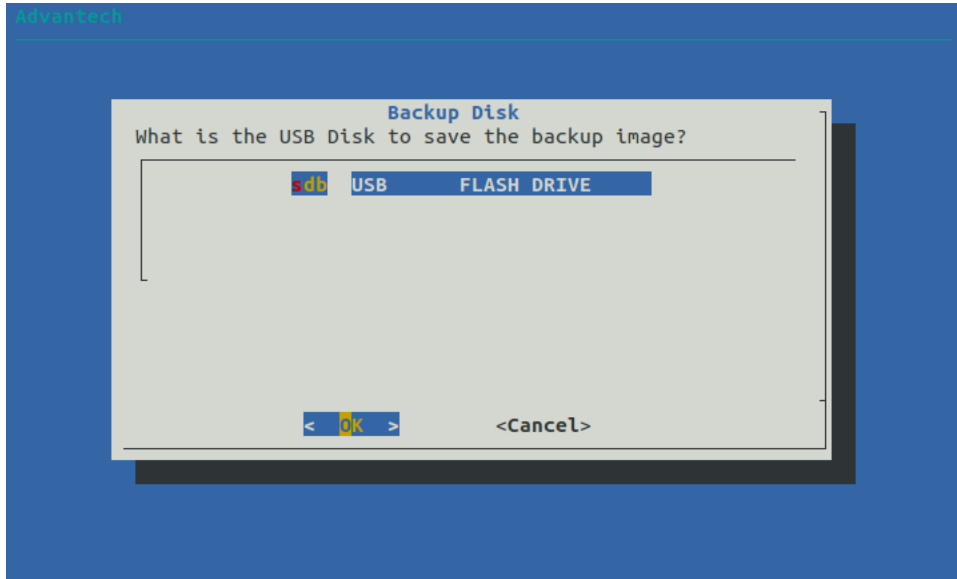 Advantech
Backup Disk
What is the USB Disk to save the backup image?
sdb USB FLASH DRIVE
< OK > <Cancel>